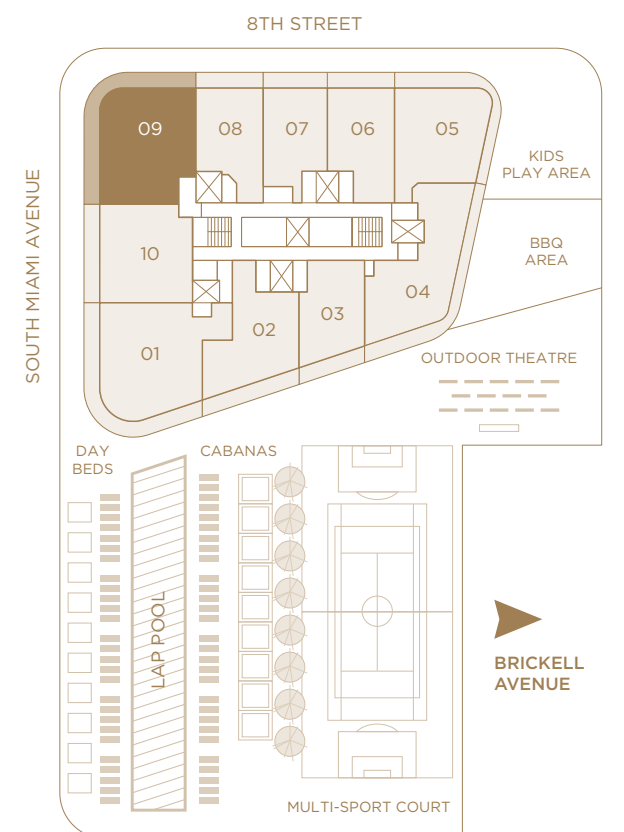 8TH STREET
SOUTH MIAMI AVENUE
09
08
07
06
05
KIDS
PLAY AREA
10
BBQ
AREA
04
03
02
01
OUTDOOR THEATRE
DAY
BEDS
CABANAS
LAP POOL
BRICKELL
AVENUE
MULTI-SPORT COURT